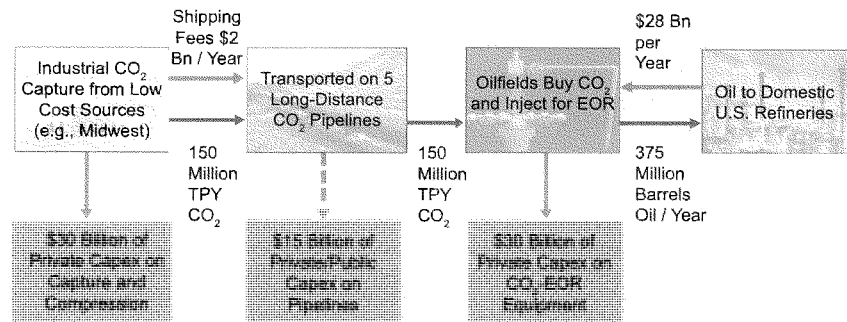 Shipping
Fees $2
Bn / Year
$28 Bn
per
Year
Industrial CO₂
Capture from Low
Cost Sources
(e.g., Midwest)
Transported on 5
Long-Distance
CO₂ Pipelines
Oilfields Buy CO₂
and Inject for EOR
Oil to Domestic
U.S. Refineries
150
Million
TPY
CO₂
150
Million
TPY
CO₂
375
Million
Barrels
Oil / Year
$30 Billion of
Private Capex on
Capture and
Compression
$15 Billion of
Private/Public
Capex on
Pipelines
$30 Billion of
Private Capex on
CO₂-EOR
Equipment